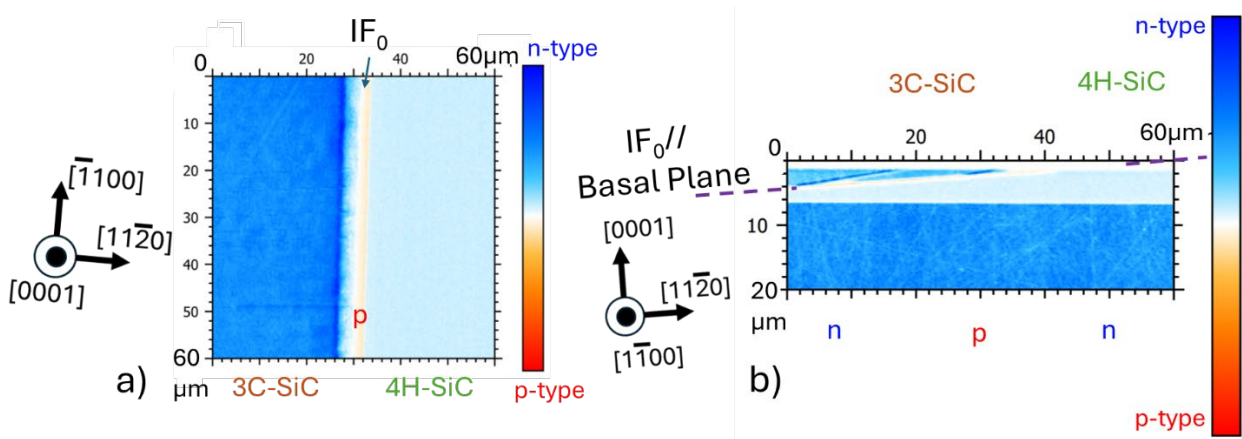 IF₀
0 20 40 60μm
n-type
10
20
30
40
50
60
μm
p
p-type
[1̅100]
[112̅0]
[0001]
a)
3C-SiC 4H-SiC
n-type
3C-SiC 4H-SiC
IF₀//
Basal Plane
0 20 40 60μm
10
20
μm
[0001]
[112̅0]
[11̅00]
n p n
b)
p-type